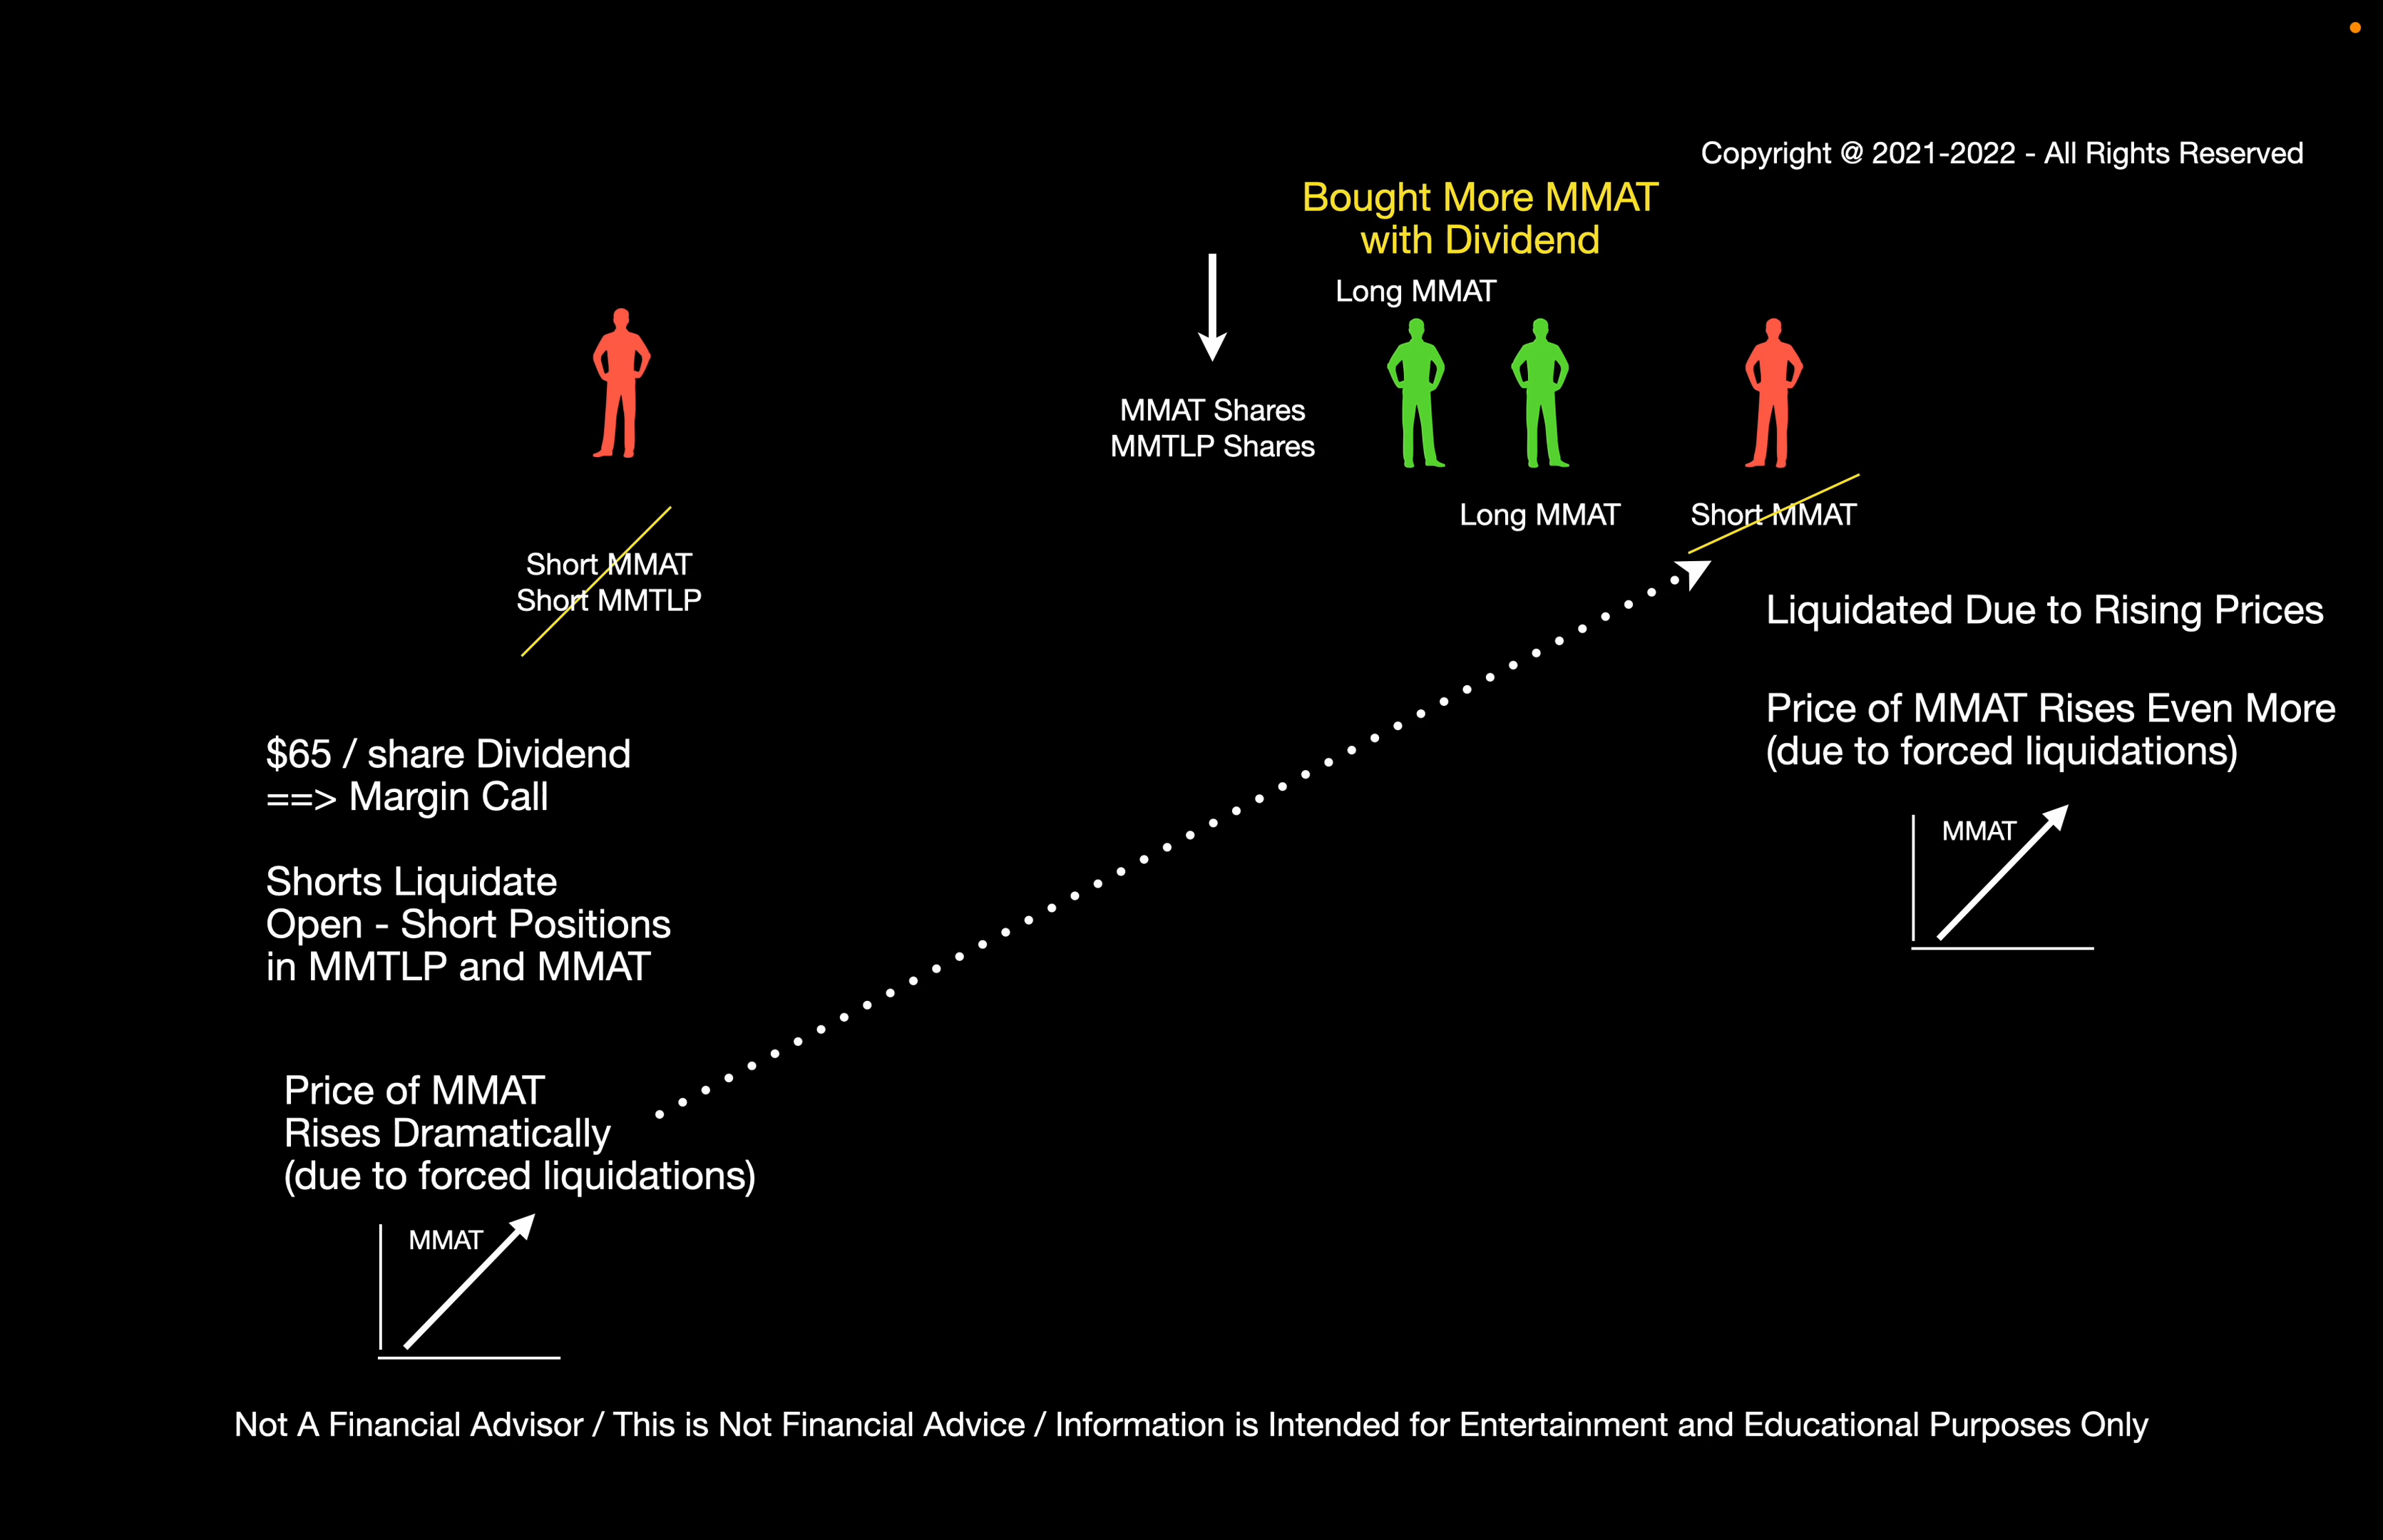 Copyright @ 2021-2022 - All Rights Reserved
Bought More MMAT
with Dividend
Long MMAT
MMAT Shares
MMTLP Shares
Long MMAT
Short MMAT
Short MMAT
Short MMTLP
Liquidated Due to Rising Prices
Price of MMAT Rises Even More
(due to forced liquidations)
MMAT
$65 / share Dividend
==> Margin Call
Shorts Liquidate
Open - Short Positions
in MMTLP and MMAT
Price of MMAT
Rises Dramatically
(due to forced liquidations)
MMAT
Not A Financial Advisor / This is Not Financial Advice / Information is Intended for Entertainment and Educational Purposes Only